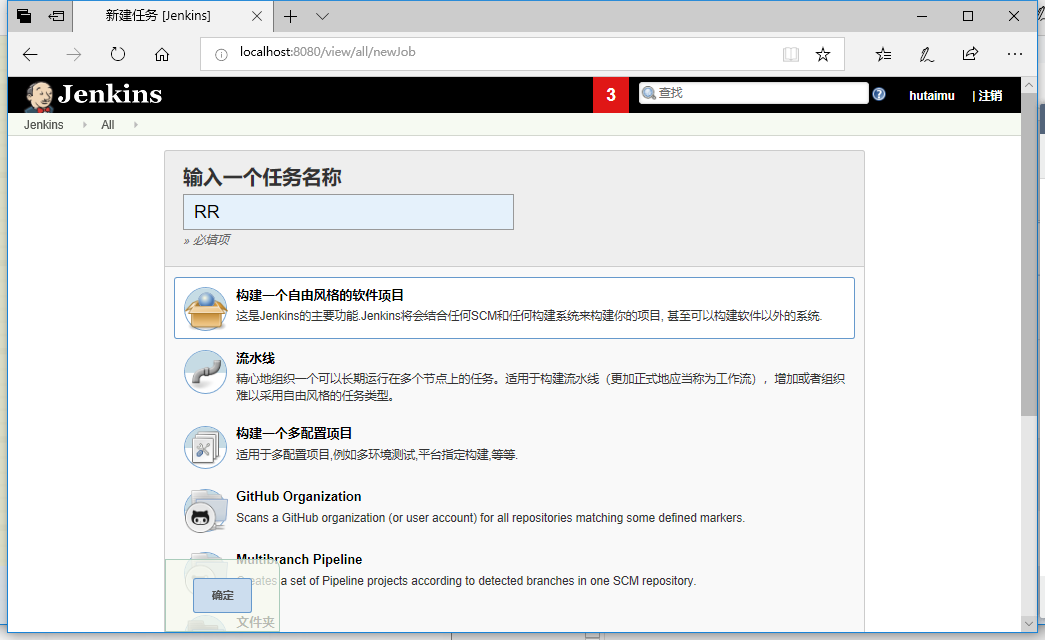 新建任务 [Jenkins]
localhost:8080/view/all/newJob
Jenkins
3
查找
hutaimu
注销
Jenkins
All
输入一个任务名称
RR
» 必填项
构建一个自由风格的软件项目
这是Jenkins的主要功能.Jenkins将会结合任何SCM和任何构建系统来构建你的项目, 甚至可以构建软件以外的系统.
流水线
精心地组织一个可以长期运行在多个节点上的任务。适用于构建流水线（更加正式地应当称为工作流），增加或者组织
难以采用自由风格的任务类型。
构建一个多配置项目
适用于多配置项目,例如多环境测试,平台指定构建,等等.
GitHub Organization
Scans a GitHub organization (or user account) for all repositories matching some defined markers.
Multibranch Pipeline
Creates a set of Pipeline projects according to detected branches in one SCM repository.
确定
文件夹